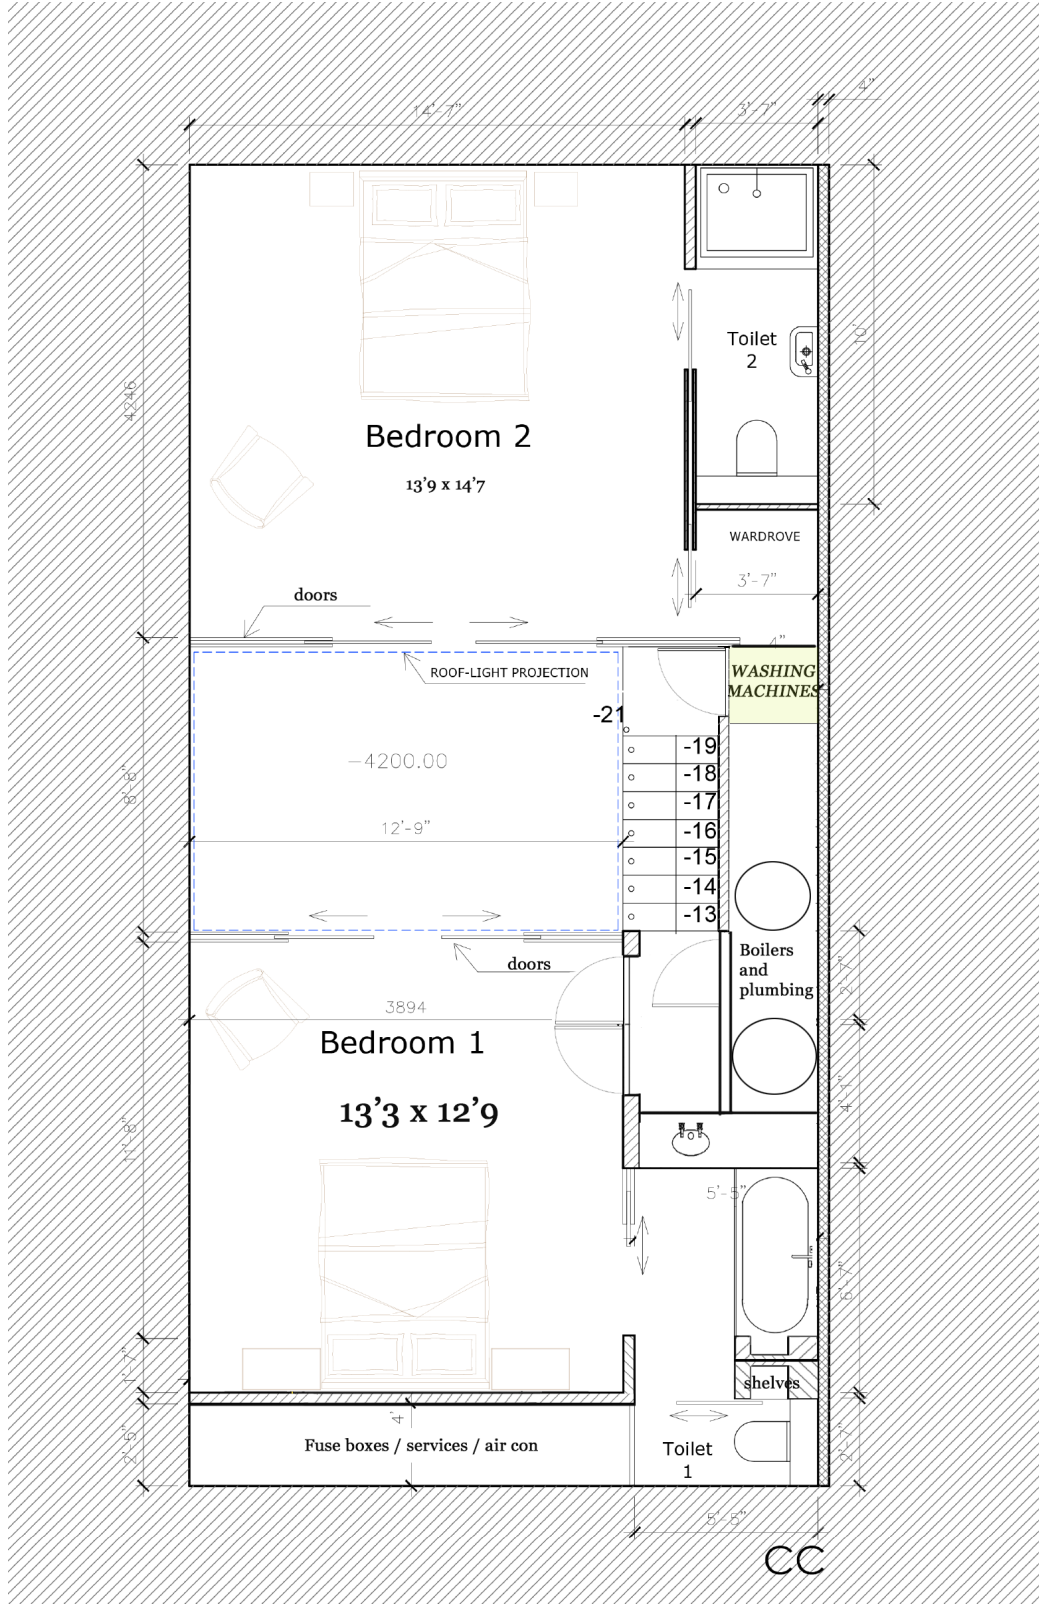 4"
14'-7"
3'-7"
Toilet
2
10'
4246
Bedroom 2
13'9 x 14'7
WARDROVE
3'-7"
doors
4"
ROOF-LIGHT PROJECTION
WASHING
MACHINES
-21
-19
-4200.00
-18
8'-8"
-17
12'-9"
-16
-15
-14
-13
Boilers
and
plumbing
doors
2'-7"
3894
Bedroom 1
13'3 x 12'9
4'-1"
11'-8"
5'-5"
6'-7"
1'-7"
shelves
4'
2'-5"
Fuse boxes / services / air con
Toilet
1
2'-7"
5'-5"
CC